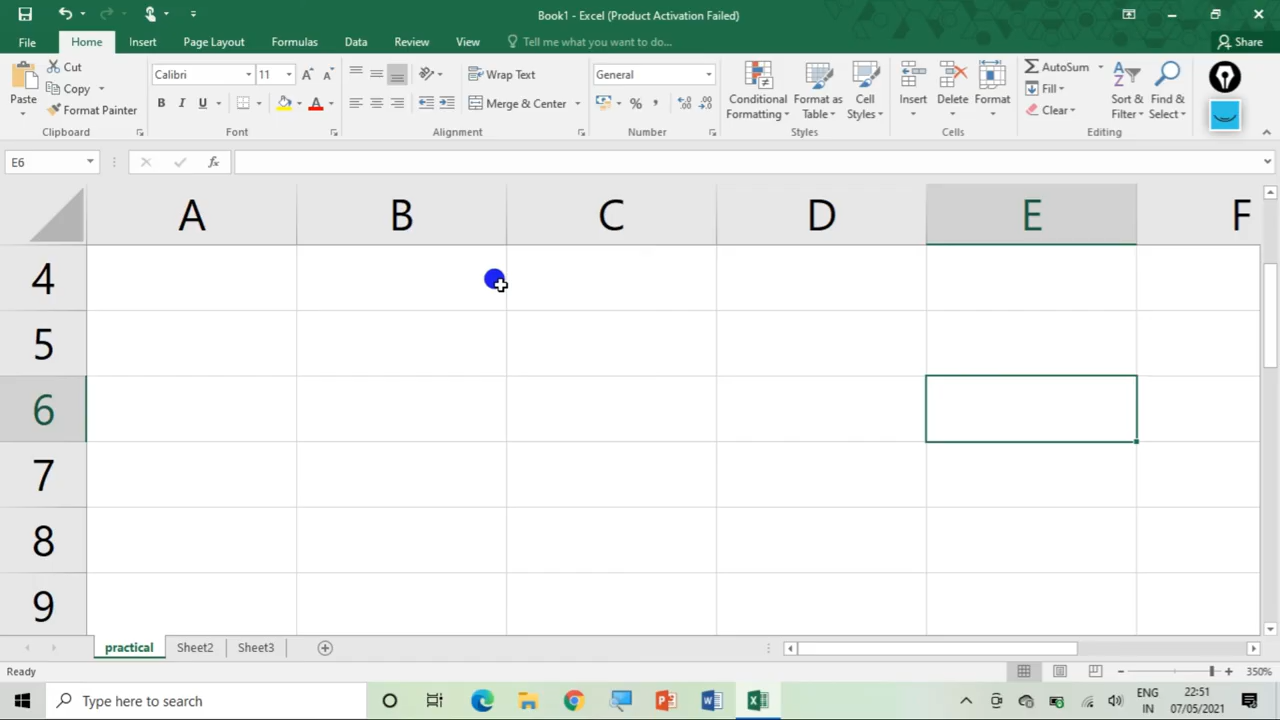 Book1 - Excel (Product Activation Failed)
File Home Insert Page Layout Formulas Data Review View Tell me what you want to do... Share
Paste
Cut
Copy
Format Painter
Clipboard
Calibri 11
B I U
Font
Wrap Text
Merge & Center
Alignment
General
%
Number
Conditional Formatting
Format as Table
Cell Styles
Styles
Insert
Delete
Format
Cells
AutoSum
Fill
Clear
Sort & Filter
Find & Select
Editing
E6
fx
A B C D E F
4
5
6
7
8
9
practical Sheet2 Sheet3
Ready
350%
Type here to search
ENG
IN
22:51
07/05/2021